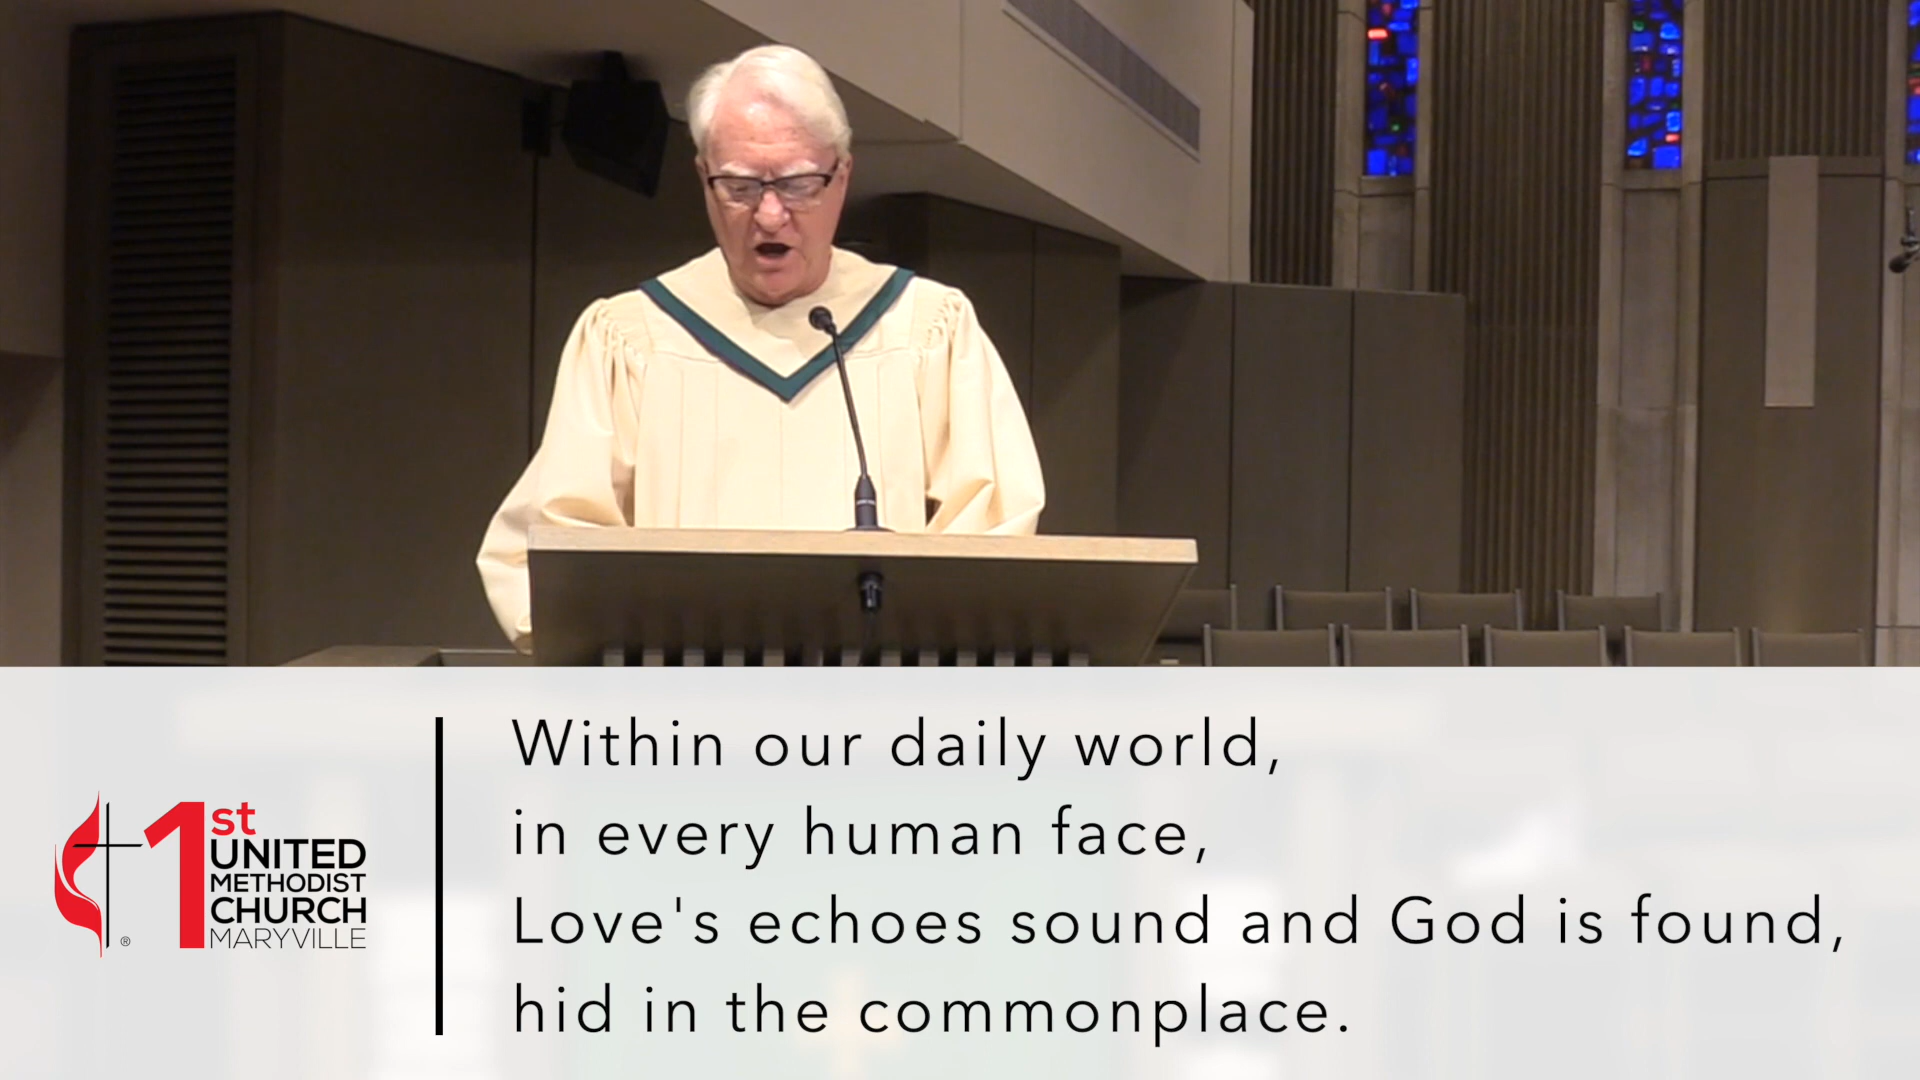 Within our daily world,
in every human face,
Love's echoes sound and God is found,
hid in the commonplace.
1st
UNITED
METHODIST
CHURCH
MARYVILLE
®